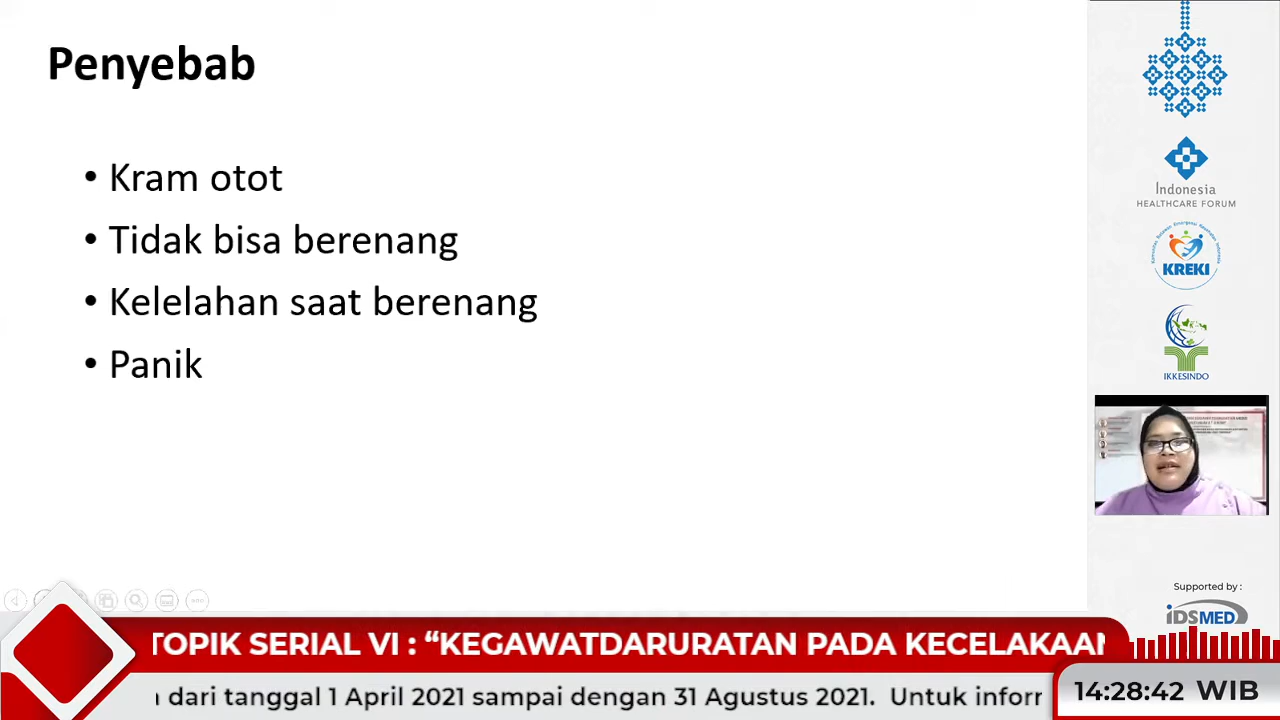 Penyebab
• Kram otot
• Tidak bisa berenang
• Kelelahan saat berenang
• Panik
Indonesia
HEALTHCARE FORUM
KREKI
IKKESINDO
Supported by :
iDSMED
TOPIK SERIAL VI : “KEGAWATDARURATAN PADA KECELAKAAN
dari tanggal 1 April 2021 sampai dengan 31 Agustus 2021. Untuk inform
14:28:42 WIB